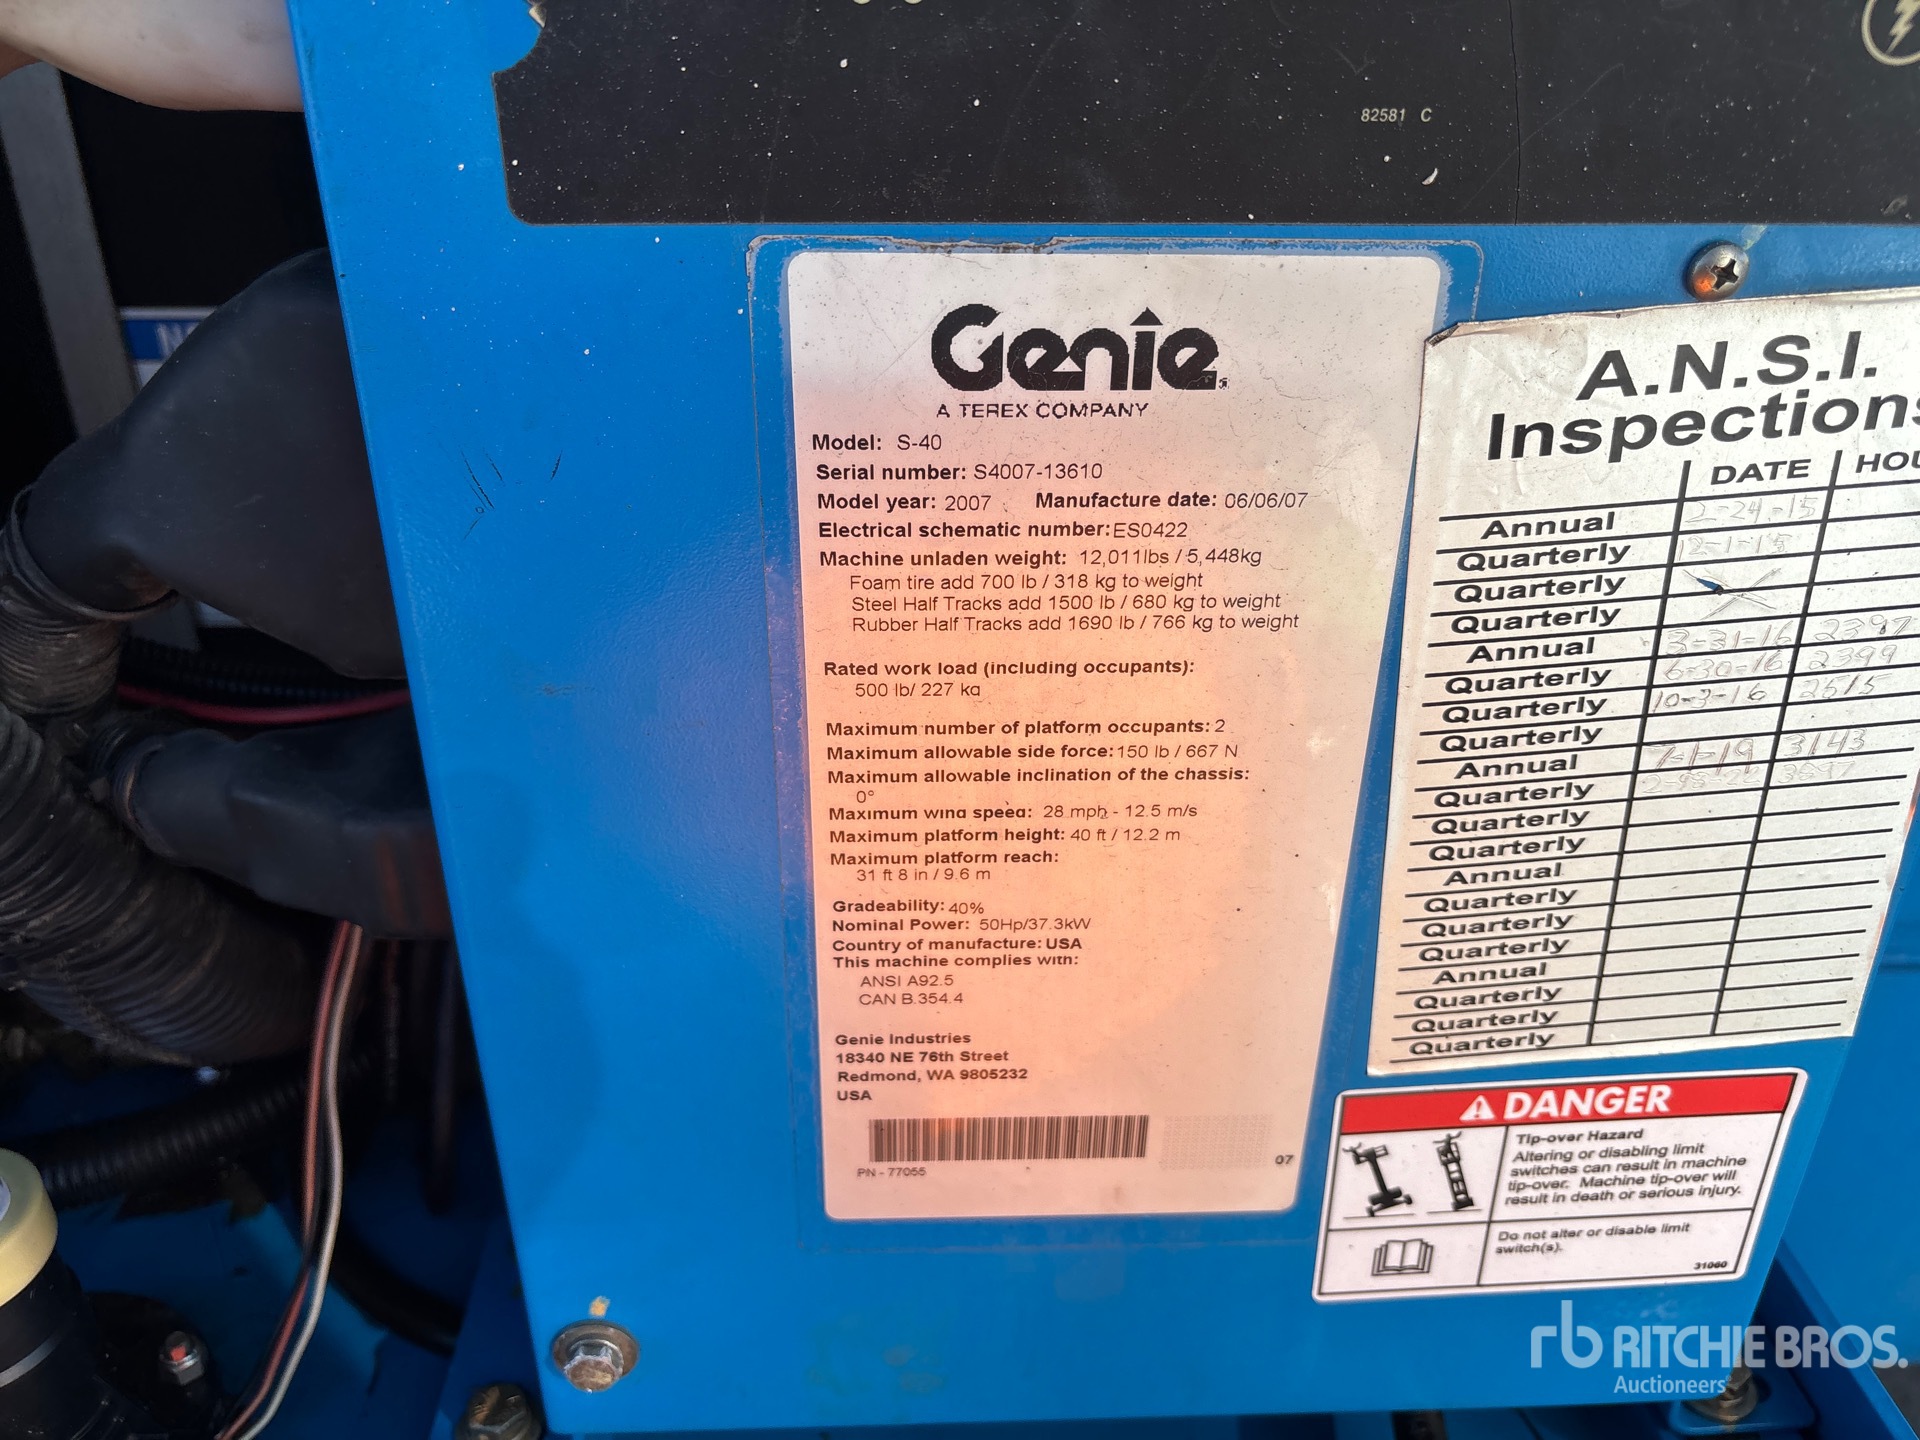 82581 C
Genie
A TEREX COMPANY
Model: S-40
Serial number: S4007-13610
Model year: 2007 Manufacture date: 06/06/07
Electrical schematic number: ES0422
Machine unladen weight: 12,011lbs / 5,448kg
Foam tire add 700 lb / 318 kg to weight
Steel Half Tracks add 1500 lb / 680 kg to weight
Rubber Half Tracks add 1690 lb / 766 kg to weight
Rated work load (including occupants):
500 lb/ 227 kg
Maximum number of platform occupants: 2
Maximum allowable side force: 150 lb / 667 N
Maximum allowable inclination of the chassis:
0°
Maximum wind speed: 28 mph - 12.5 m/s
Maximum platform height: 40 ft / 12.2 m
Maximum platform reach:
31 ft 8 in / 9.6 m
Gradeability: 40%
Nominal Power: 50Hp/37.3kW
Country of manufacture: USA
This machine complies with:
ANSI A92.5
CAN B.354.4
Genie Industries
18340 NE 76th Street
Redmond, WA 9805232
USA
PN - 77055
07
A.N.S.I.
Inspections
DATE HOU
Annual 2-24-15
Quarterly 12-1-15
Quarterly
Quarterly
Annual 3-31-16 2397
Quarterly 6-30-16 2399
Quarterly 10-3-16 2515
Quarterly
Annual 7-1-19 3143
Quarterly
Quarterly
Quarterly
Annual
Quarterly
Quarterly
Quarterly
Annual
Quarterly
Quarterly
Quarterly
DANGER
Tip-over Hazard
Altering or disabling limit
switches can result in machine
tip-over. Machine tip-over will
result in death or serious injury.
Do not alter or disable limit
switch(s).
31060
rb RITCHIE BROS.
Auctioneers